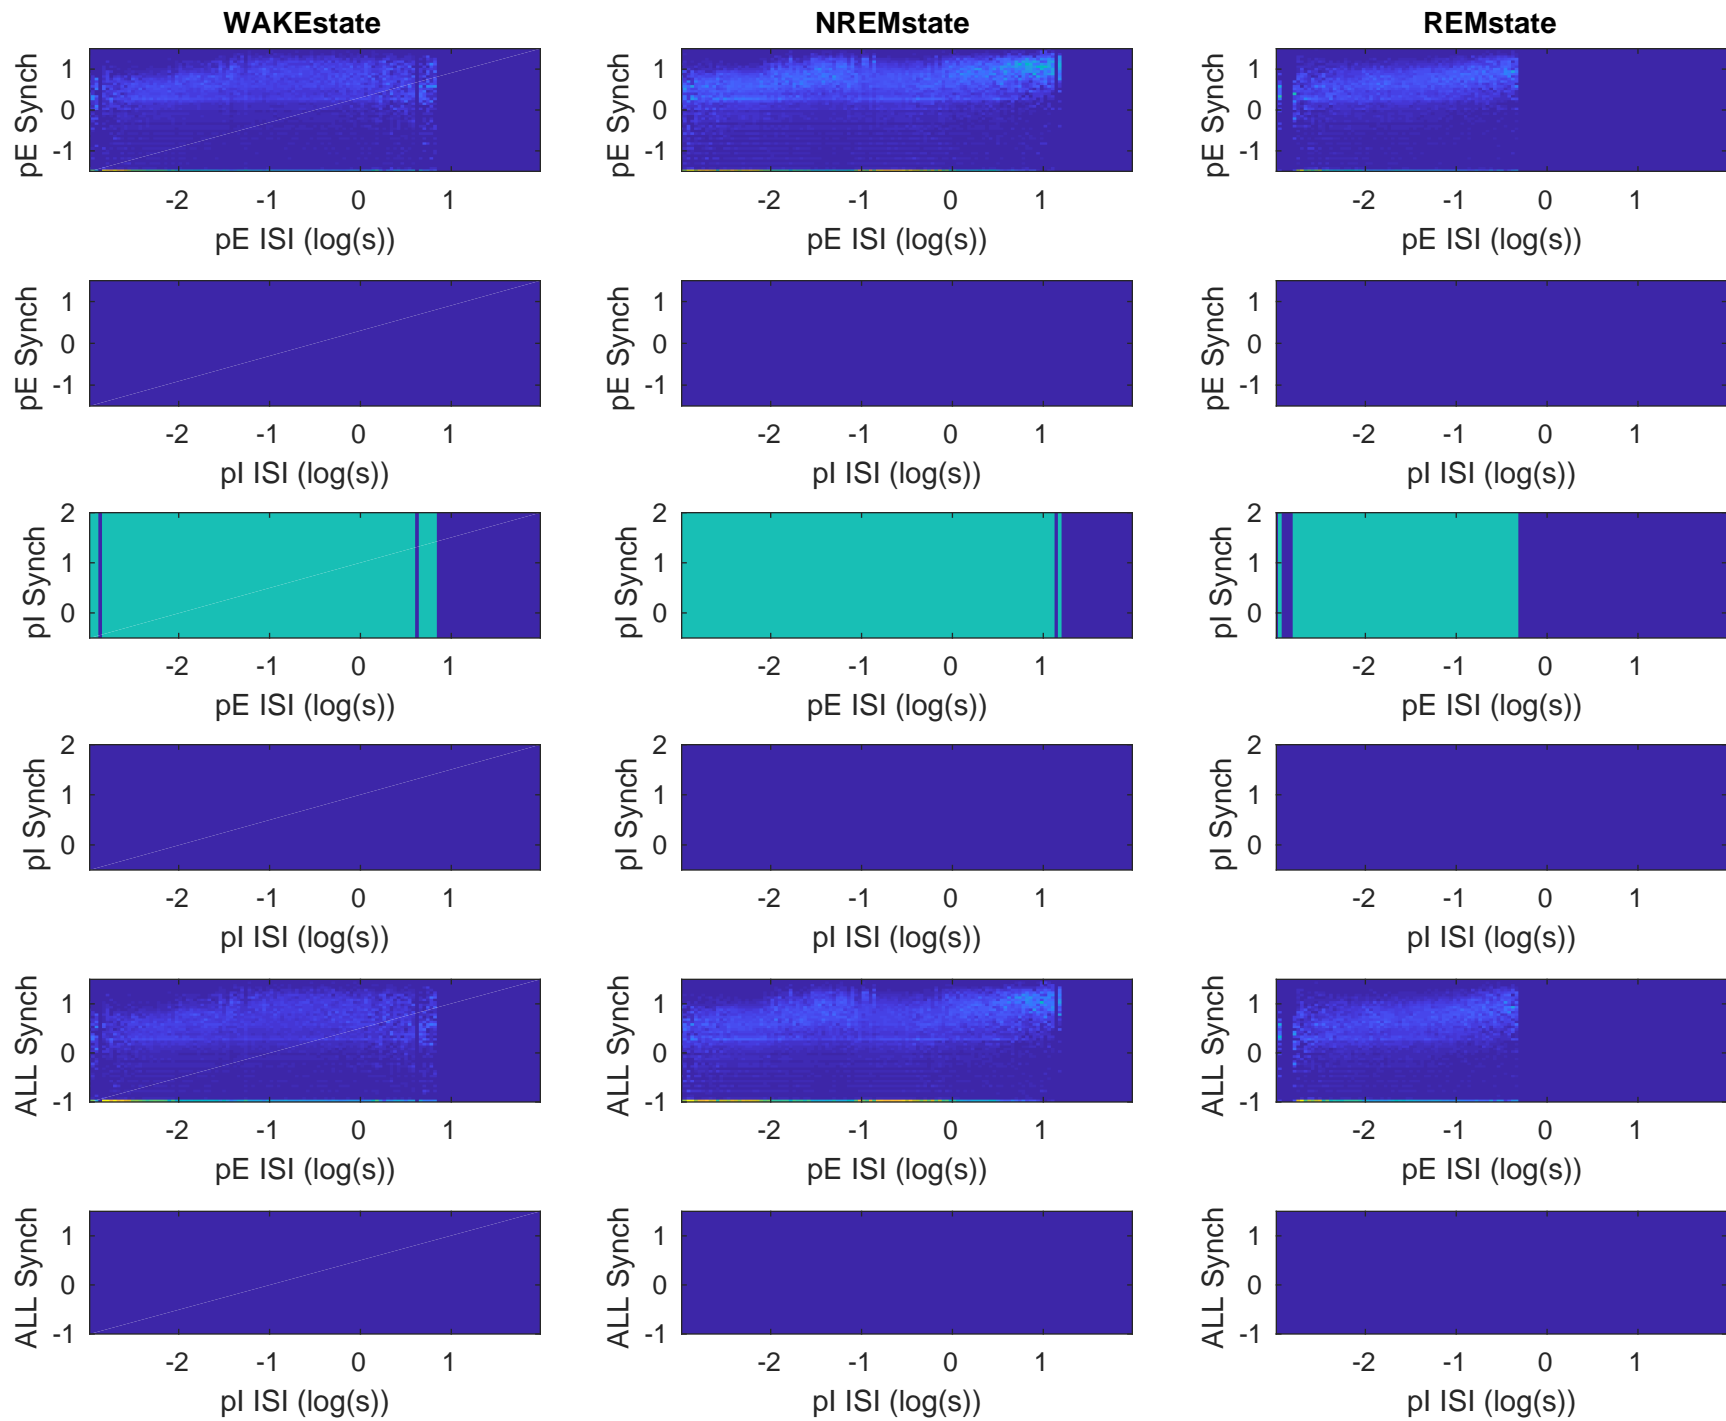 WAKEstate NREMstate REMstate
pE Synch 1 0 -1 pE Synch 1 0 -1 pE Synch 1 0 -1
-2 -1 0 1 -2 -1 0 1 -2 -1 0 1
pE ISI (log(s)) pE ISI (log(s)) pE ISI (log(s))
pE Synch 1 0 -1 pE Synch 1 0 -1 pE Synch 1 0 -1
-2 -1 0 1 -2 -1 0 1 -2 -1 0 1
pI ISI (log(s)) pI ISI (log(s)) pI ISI (log(s))
pI Synch 2 1 0 pI Synch 2 1 0 pI Synch 2 1 0
-2 -1 0 1 -2 -1 0 1 -2 -1 0 1
pE ISI (log(s)) pE ISI (log(s)) pE ISI (log(s))
pI Synch 2 1 0 pI Synch 2 1 0 pI Synch 2 1 0
-2 -1 0 1 -2 -1 0 1 -2 -1 0 1
pI ISI (log(s)) pI ISI (log(s)) pI ISI (log(s))
ALL Synch 1 0 -1 ALL Synch 1 0 -1 ALL Synch 1 0 -1
-2 -1 0 1 -2 -1 0 1 -2 -1 0 1
pE ISI (log(s)) pE ISI (log(s)) pE ISI (log(s))
ALL Synch 1 0 -1 ALL Synch 1 0 -1 ALL Synch 1 0 -1
-2 -1 0 1 -2 -1 0 1 -2 -1 0 1
pI ISI (log(s)) pI ISI (log(s)) pI ISI (log(s))